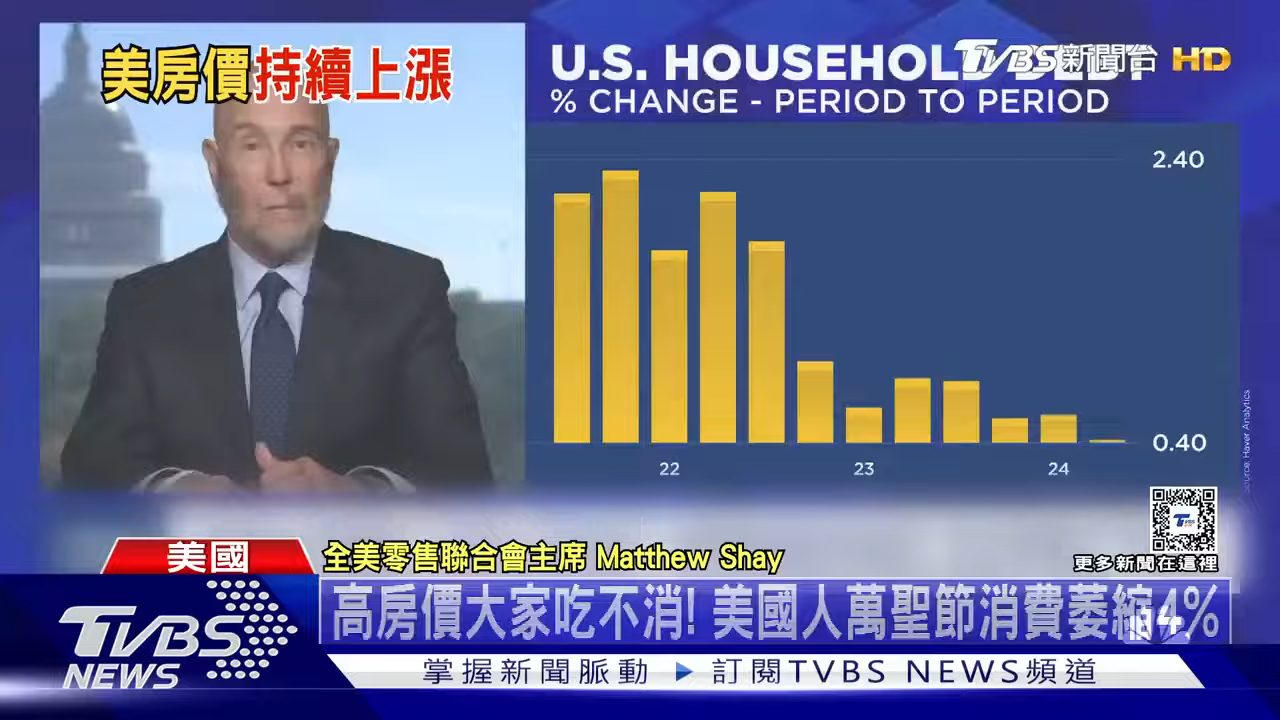 美房價持續上漲
U.S. HOUSEHOLD DEBT
TVBS新聞台 HD
% CHANGE - PERIOD TO PERIOD
2.40
0.40
22
23
24
Source: Haver Analytics
更多新聞在這裡
美國
全美零售聯合會主席 Matthew Shay
高房價大家吃不消! 美國人萬聖節消費萎縮4%
TVBS
NEWS
掌握新聞脈動
訂閱TVBS NEWS頻道